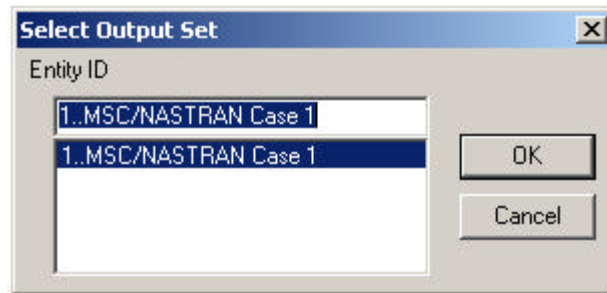 Select Output Set
Entity ID
1..MSC/NASTRAN Case 1
1..MSC/NASTRAN Case 1
OK
Cancel